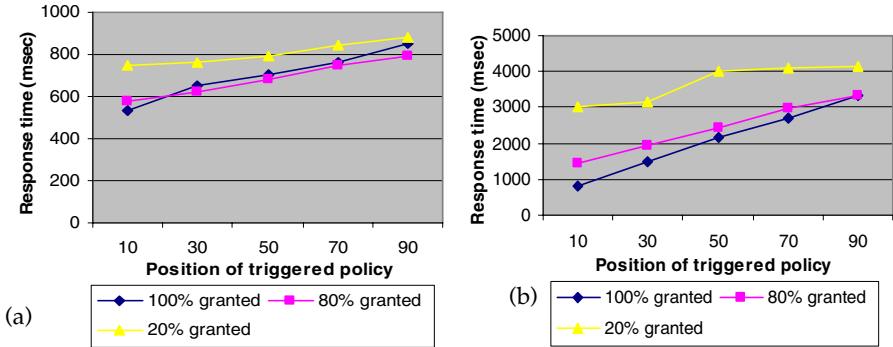 (a)
Response time (msec)
1000
800
600
400
200
0
10 30 50 70 90
Position of triggered policy
100% granted 80% granted
20% granted
(b)
Response time (msec)
5000
4000
3000
2000
1000
0
10 30 50 70 90
Position of triggered policy
100% granted 80% granted
20% granted